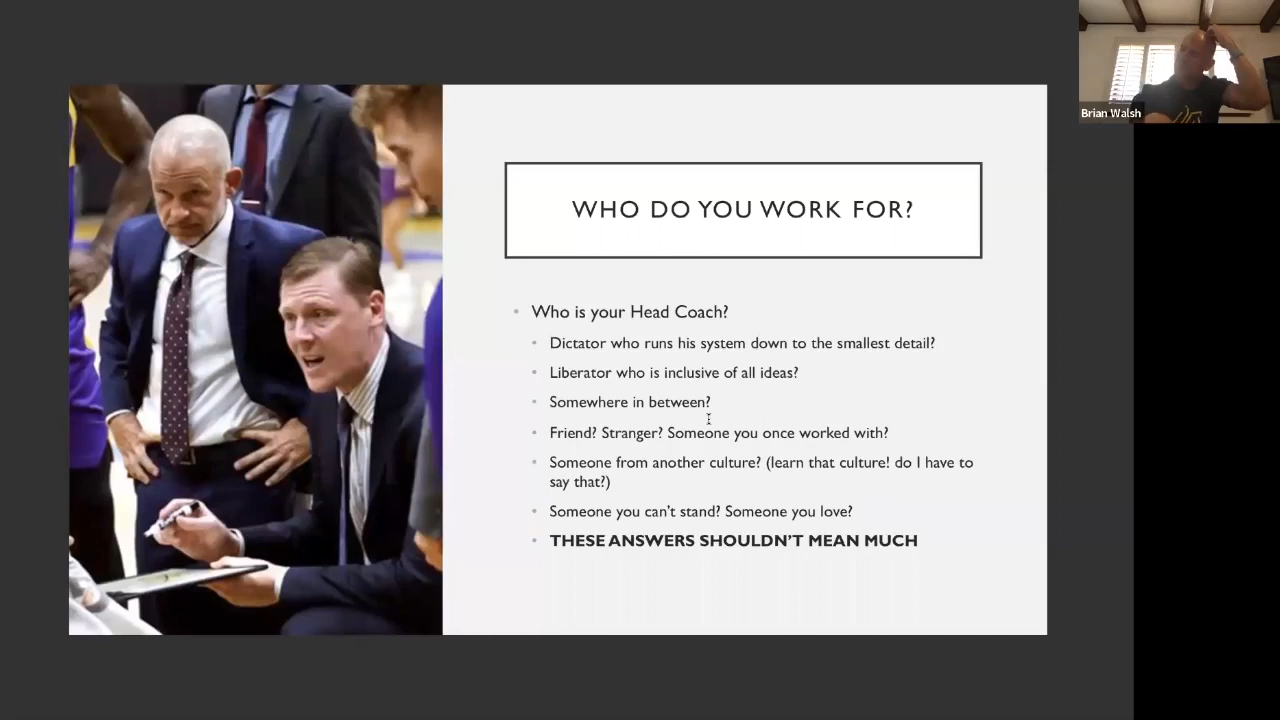 Brian Walsh
WHO DO YOU WORK FOR?
Who is your Head Coach?
Dictator who runs his system down to the smallest detail?
Liberator who is inclusive of all ideas?
Somewhere in between?
Friend? Stranger? Someone you once worked with?
Someone from another culture? (learn that culture! do I have to
say that?)
Someone you can't stand? Someone you love?
THESE ANSWERS SHOULDN'T MEAN MUCH